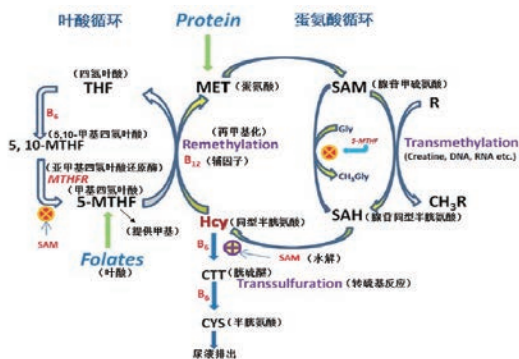 叶酸循环
Protein
蛋氨酸循环
(四氢叶酸)
THF
MET(蛋氨酸)
SAM(腺苷甲硫氨酸)
R
B6
(5,10-甲基四氢叶酸)
5, 10-MTHF
(再甲基化)
Remethylation
B12(辅因子)
Gly
5-MTHF
CH3Gly
Transmethylation
(Creatine, DNA, RNA etc.)
(亚甲基四氢叶酸还原酶)
MTHFR
(甲基四氢叶酸)
5-MTHF
(提供甲基)
SAM
Folates
(叶酸)
Hcy(同型半胱氨酸)
SAH(腺苷同型半胱氨酸)
CH3R
B6
SAM(水解)
CTT(胱硫醚)
B6
Transsulfuration(转硫基反应)
CYS(半胱氨酸)
尿液排出